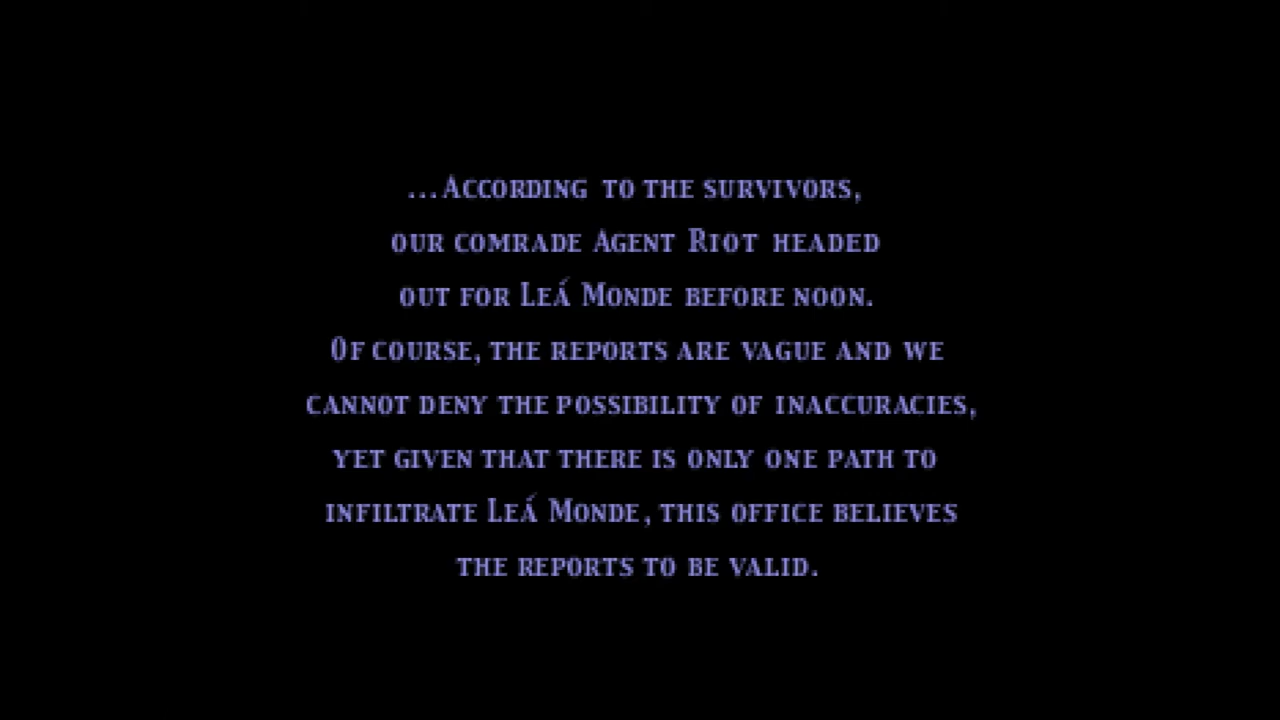 ...According to the survivors,
our comrade Agent Riot headed
out for Leá Monde before noon.
Of course, the reports are vague and we
cannot deny the possibility of inaccuracies,
yet given that there is only one path to
infiltrate Leá Monde, this office believes
the reports to be valid.